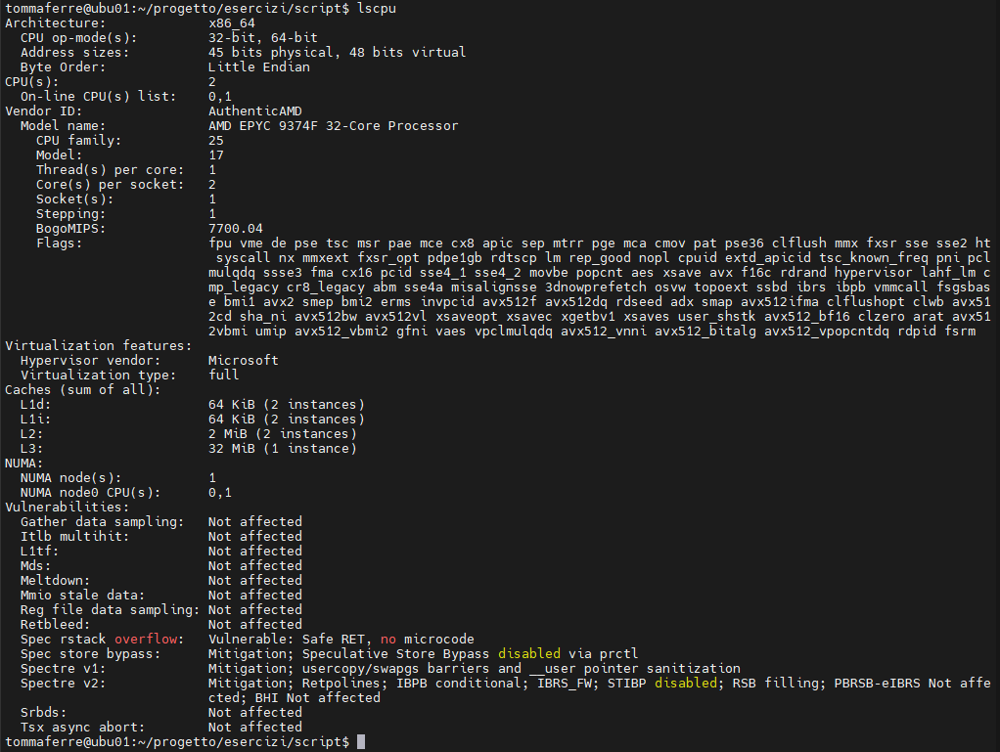 tommaferre@ubu01:~/progetto/esercizi/script$ lscpu
Architecture: x86_64
CPU op-mode(s): 32-bit, 64-bit
Address sizes: 45 bits physical, 48 bits virtual
Byte Order: Little Endian
CPU(s): 2
On-line CPU(s) list: 0,1
Vendor ID: AuthenticAMD
Model name: AMD EPYC 9374F 32-Core Processor
CPU family: 25
Model: 17
Thread(s) per core: 1
Core(s) per socket: 2
Socket(s): 1
Stepping: 1
BogoMIPS: 7700.04
Flags: fpu vme de pse tsc msr pae mce cx8 apic sep mtrr pge mca cmov pat pse36 clflush mmx fxsr sse sse2 ht
syscall nx mmxext fxsr_opt pdpe1gb rdtscp lm rep_good nopl cpuid extd_apicid tsc_known_freq pni pcl
mulqdq ssse3 fma cx16 pcid sse4_1 sse4_2 movbe popcnt aes xsave avx f16c rdrand hypervisor lahf_lm c
mp_legacy cr8_legacy abm sse4a misalignsse 3dnowprefetch osvw topoext ssbd ibrs ibpb vmmcall fsgsbas
e bmi1 avx2 smep bmi2 erms invpcid avx512f avx512dq rdseed adx smap avx512ifma clflushopt clwb avx51
2cd sha_ni avx512bw avx512vl xsaveopt xsavec xgetbv1 xsaves user_shstk avx512_bf16 clzero arat avx51
2vbmi umip avx512_vbmi2 gfni vaes vpclmulqdq avx512_vnni avx512_bitalg avx512_vpopcntdq rdpid fsrm
Virtualization features:
Hypervisor vendor: Microsoft
Virtualization type: full
Caches (sum of all):
L1d: 64 KiB (2 instances)
L1i: 64 KiB (2 instances)
L2: 2 MiB (2 instances)
L3: 32 MiB (1 instance)
NUMA:
NUMA node(s): 1
NUMA node0 CPU(s): 0,1
Vulnerabilities:
Gather data sampling: Not affected
Itlb multihit: Not affected
L1tf: Not affected
Mds: Not affected
Meltdown: Not affected
Mmio stale data: Not affected
Reg file data sampling: Not affected
Retbleed: Not affected
Spec rstack overflow: Vulnerable: Safe RET, no microcode
Spec store bypass: Mitigation; Speculative Store Bypass disabled via prctl
Spectre v1: Mitigation; usercopy/swapgs barriers and __user pointer sanitization
Spectre v2: Mitigation; Retpolines; IBPB conditional; IBRS_FW; STIBP disabled; RSB filling; PBRSB-eIBRS Not affe
cted; BHI Not affected
Srbds: Not affected
Tsx async abort: Not affected
tommaferre@ubu01:~/progetto/esercizi/script$